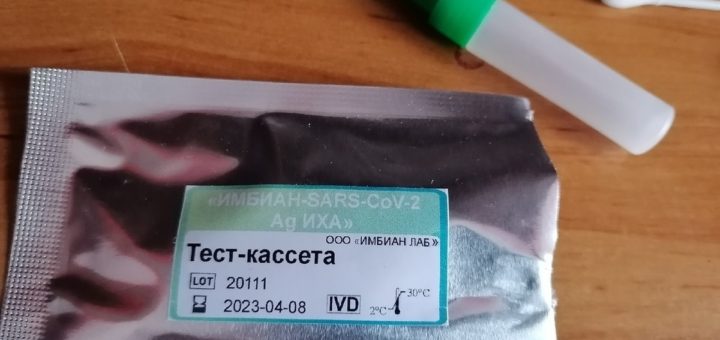 «ИМБИАН-SARS-CoV-2
Ag ИХА»
ООО «ИМБИАН ЛАБ»
Тест-кассета
LOT 20111
2023-04-08 IVD 2°C 30°C